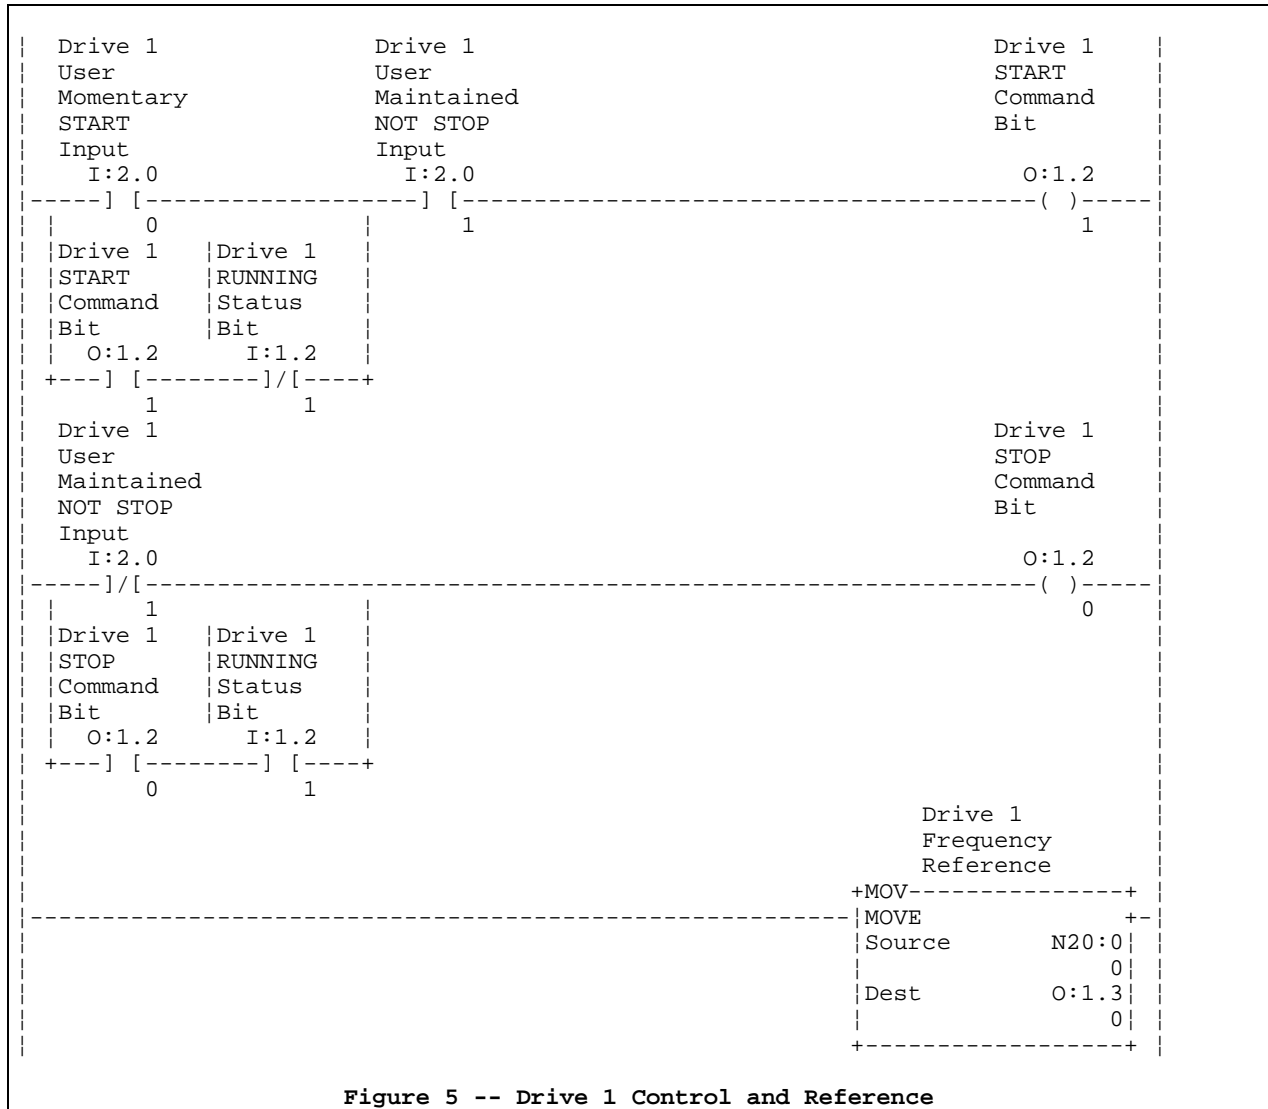 ¦  Drive 1               Drive 1                                    Drive 1    ¦
¦  User                  User                                       START      ¦
¦  Momentary             Maintained                                 Command    ¦
¦  START                 NOT STOP                                   Bit        ¦
¦  Input                 Input                                                 ¦
¦    I:2.0                 I:2.0                                      O:1.2    ¦
¦-----] [-------------------] [----------------------------------------( )-----¦
¦ ¦      0              ¦      1                                          1    ¦
¦ ¦Drive 1   ¦Drive 1   ¦                                                      ¦
¦ ¦START     ¦RUNNING   ¦                                                      ¦
¦ ¦Command   ¦Status    ¦                                                      ¦
¦ ¦Bit       ¦Bit       ¦                                                      ¦
¦ ¦  O:1.2      I:1.2   ¦                                                      ¦
¦ +---] [--------]/[----+                                                      ¦
¦        1          1                                                          ¦
¦  Drive 1                                                          Drive 1    ¦
¦  User                                                             STOP       ¦
¦  Maintained                                                       Command    ¦
¦  NOT STOP                                                         Bit        ¦
¦  Input                                                                       ¦
¦    I:2.0                                                            O:1.2    ¦
¦-----]/[--------------------------------------------------------------( )-----¦
¦ ¦      1              ¦                                                 0    ¦
¦ ¦Drive 1   ¦Drive 1   ¦                                                      ¦
¦ ¦STOP      ¦RUNNING   ¦                                                      ¦
¦ ¦Command   ¦Status    ¦                                                      ¦
¦ ¦Bit       ¦Bit       ¦                                                      ¦
¦ ¦  O:1.2      I:1.2   ¦                                                      ¦
¦ +---] [--------] [----+                                                      ¦
¦        0          1                                                          ¦
¦                                                              Drive 1         ¦
¦                                                              Frequency       ¦
¦                                                              Reference       ¦
¦                                                         +MOV---------------+ ¦
¦---------------------------------------------------------¦MOVE              +-¦
¦                                                         ¦Source       N20:0¦ ¦
¦                                                         ¦                 0¦ ¦
¦                                                         ¦Dest         O:1.3¦ ¦
¦                                                         ¦                 0¦ ¦
¦                                                         +------------------+ ¦
Figure 5 -- Drive 1 Control and Reference